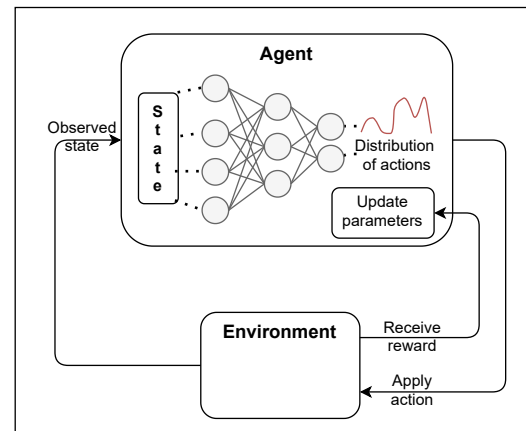 Agent
Observed
state
S
t
a
t
e
Distribution
of actions
Update
parameters
Environment
Receive
reward
Apply
action